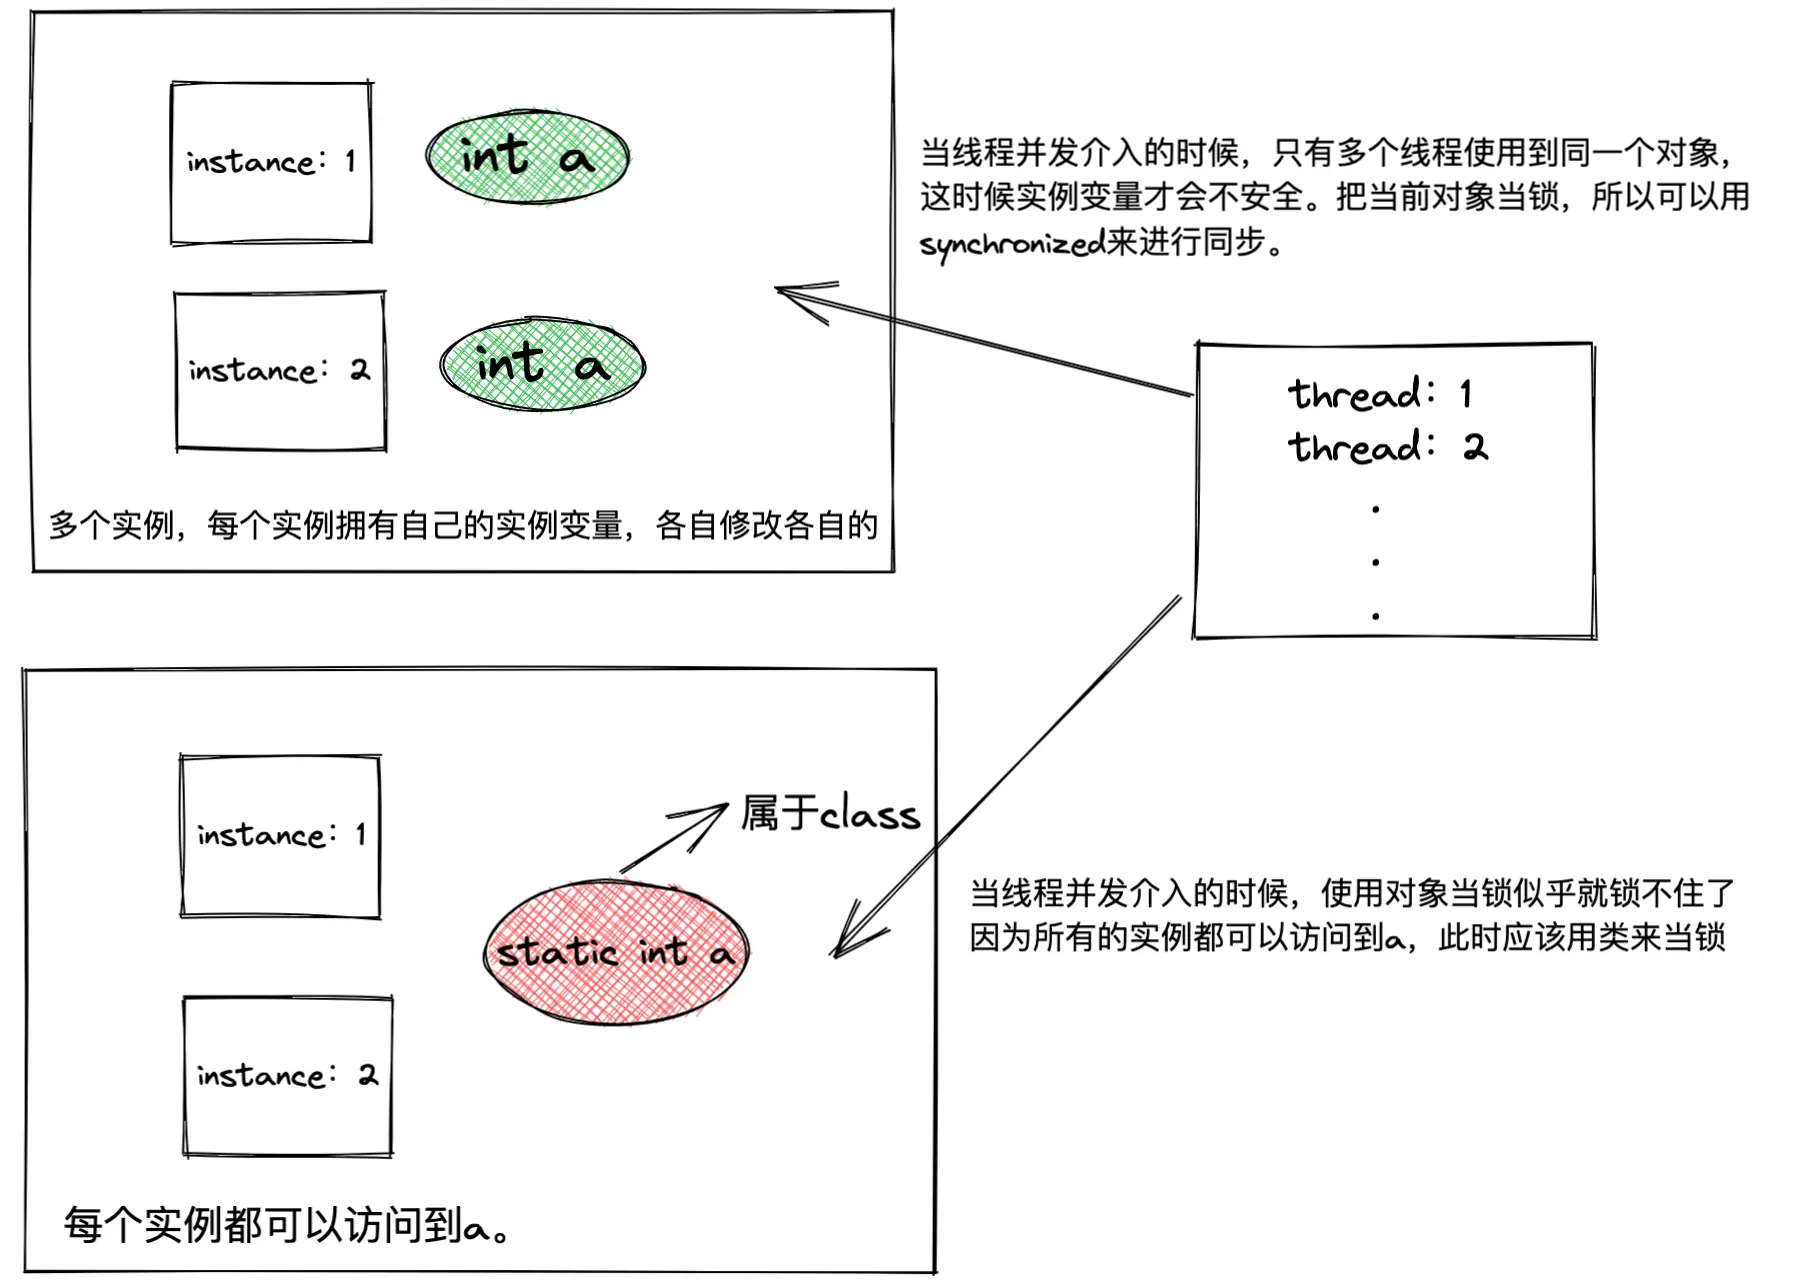 instance：1
int a
instance：2
int a
多个实例，每个实例拥有自己的实例变量，各自修改各自的
当线程并发介入的时候，只有多个线程使用到同一个对象，
这时候实例变量才会不安全。把当前对象当锁，所以可以用
synchronized来进行同步。
thread：1
thread：2
.
.
.
instance：1
属于class
static int a
instance：2
每个实例都可以访问到a。
当线程并发介入的时候，使用对象当锁似乎就锁不住了
因为所有的实例都可以访问到a，此时应该用类来当锁